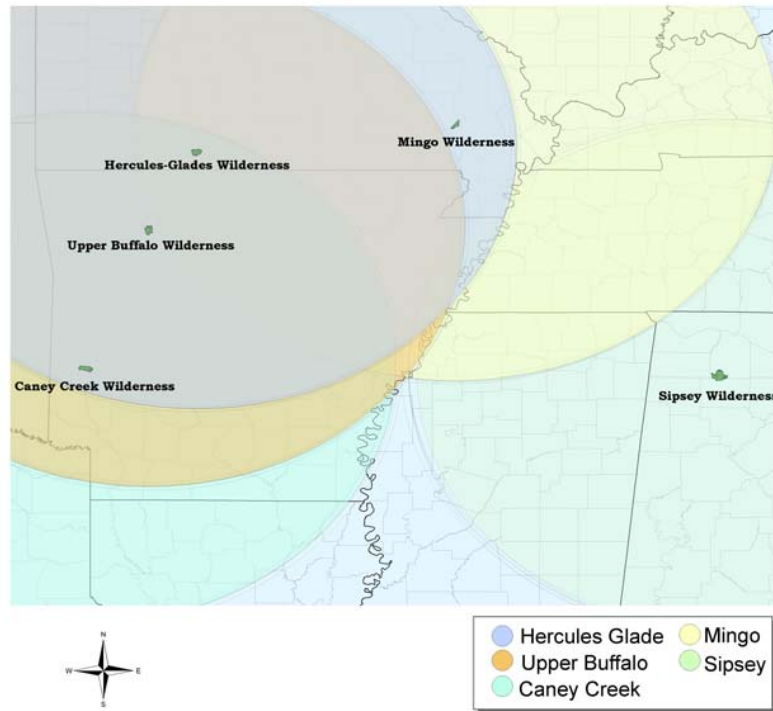 Mingo Wilderness
Hercules-Glades Wilderness
Upper Buffalo Wilderness
Caney Creek Wilderness
Sipsey Wilderness
N
W E
S
Hercules Glade
Mingo
Upper Buffalo
Sipsey
Caney Creek